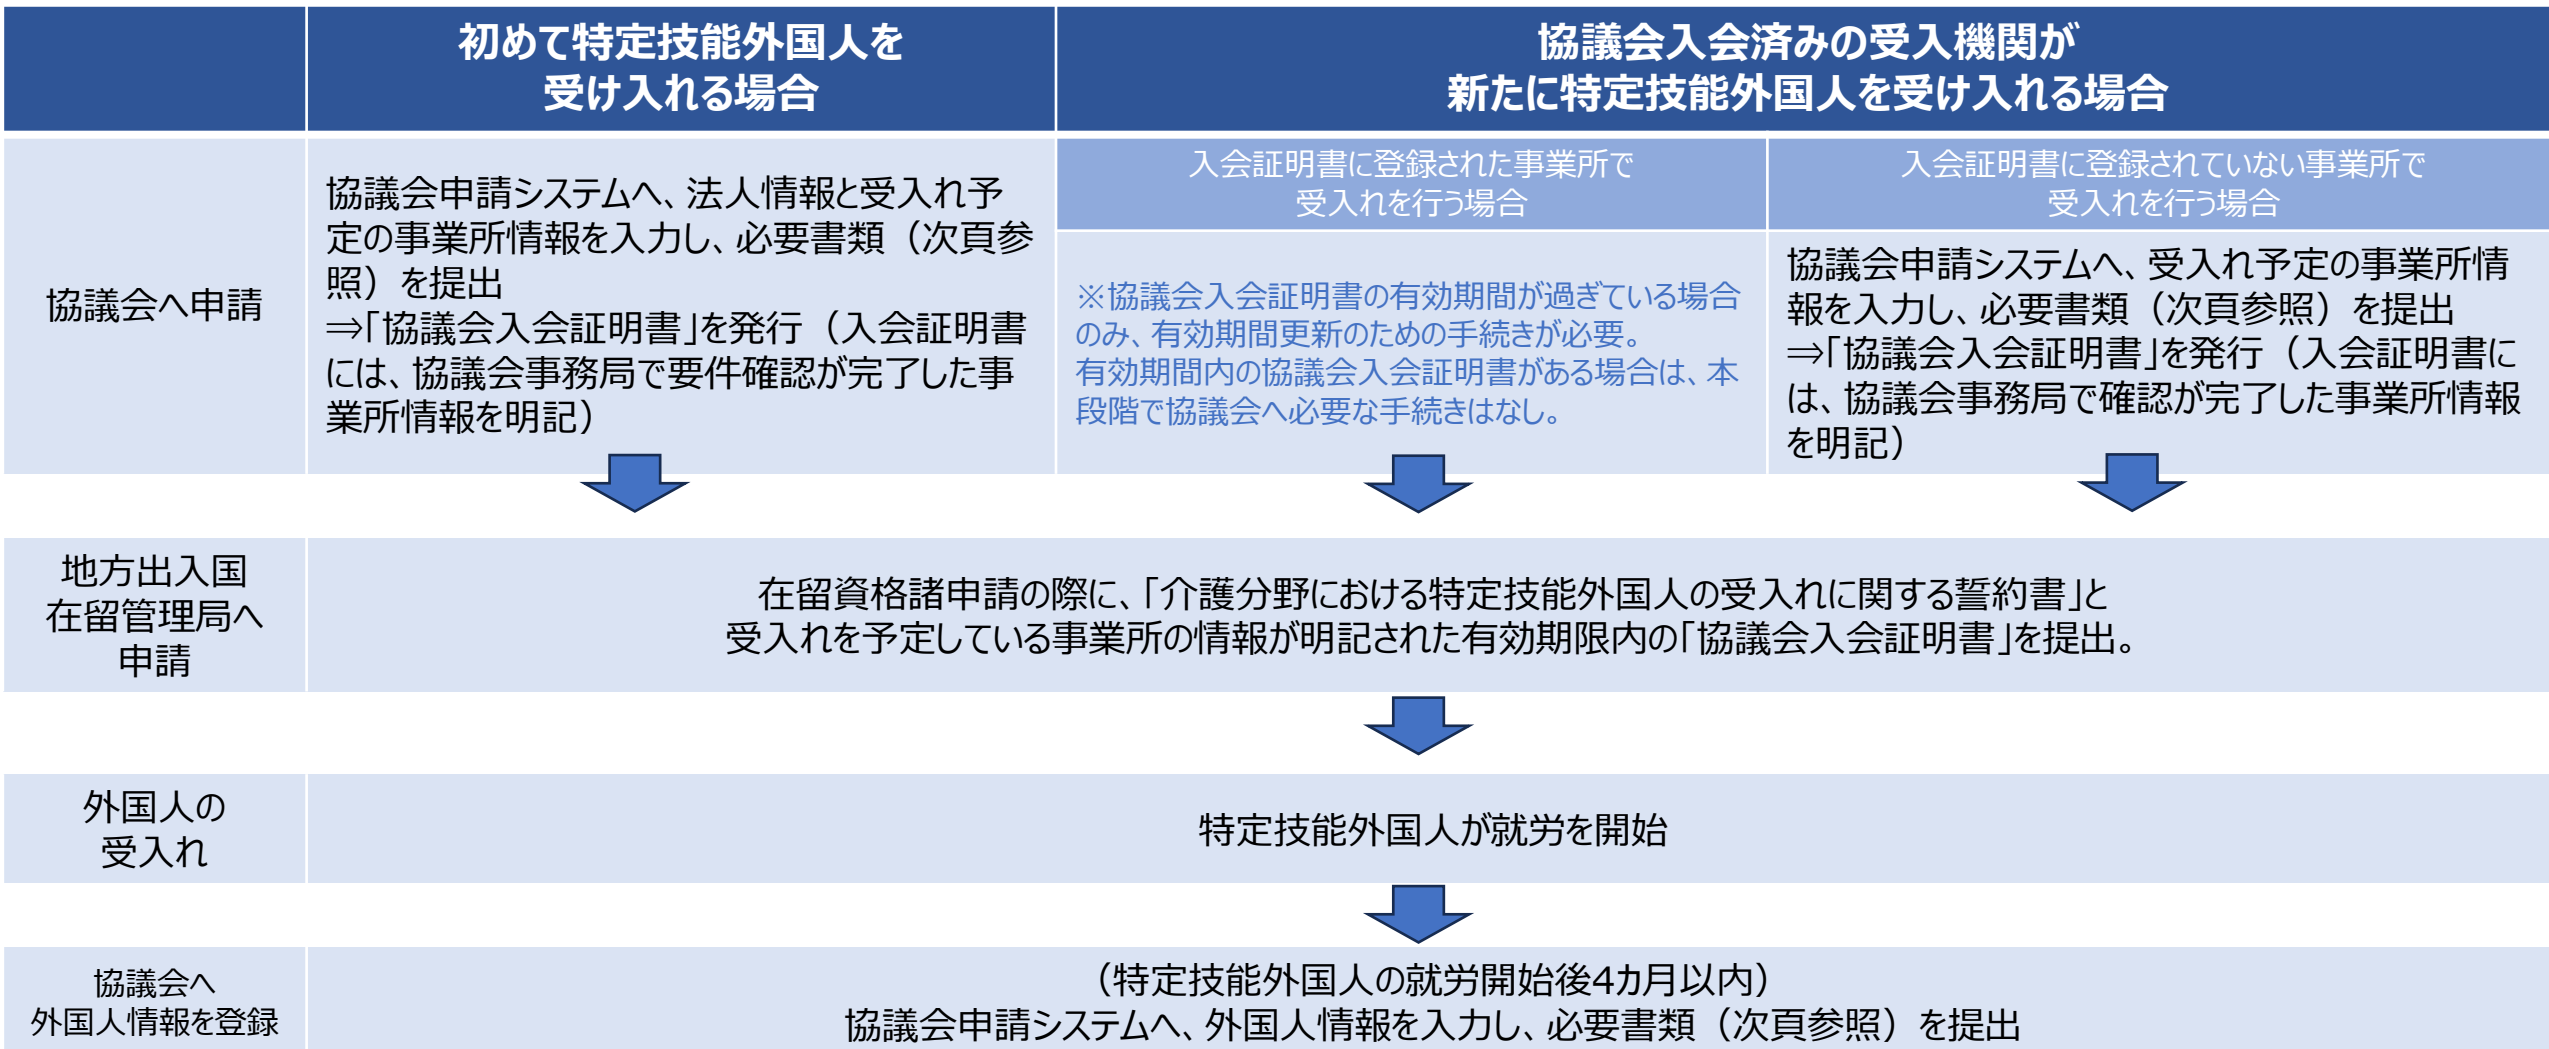 初めて特定技能外国人を
受け入れる場合
協議会入会済みの受入機関が
新たに特定技能外国人を受け入れる場合
協議会へ申請
協議会申請システムへ、法人情報と受入れ予
定の事業所情報を入力し、必要書類（次頁参
照）を提出
⇒「協議会入会証明書」を発行（入会証明書
には、協議会事務局で要件確認が完了した事
業所情報を明記）
入会証明書に登録された事業所で
受入れを行う場合
※協議会入会証明書の有効期間が過ぎている場合
のみ、有効期間更新のための手続きが必要。
有効期間内の協議会入会証明書がある場合は、本
段階で協議会へ必要な手続きはなし。
入会証明書に登録されていない事業所で
受入れを行う場合
協議会申請システムへ、受入れ予定の事業所情
報を入力し、必要書類（次頁参照）を提出
⇒「協議会入会証明書」を発行（入会証明書に
は、協議会事務局で確認が完了した事業所情報
を明記）
地方出入国
在留管理局へ
申請
在留資格諸申請の際に、「介護分野における特定技能外国人の受入れに関する誓約書」と
受入れを予定している事業所の情報が明記された有効期限内の「協議会入会証明書」を提出。
外国人の
受入れ
特定技能外国人が就労を開始
協議会へ
外国人情報を登録
（特定技能外国人の就労開始後4カ月以内）
協議会申請システムへ、外国人情報を入力し、必要書類（次頁参照）を提出